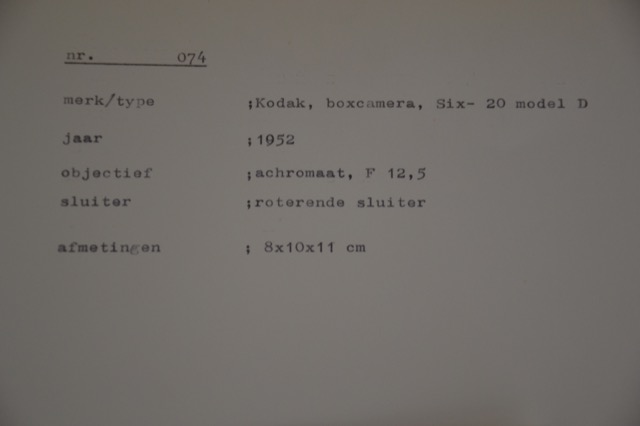 nr. 074
merk/type ;Kodak, boxcamera, Six- 20 model D
jaar ;1952
objectief ;achromaat, F 12,5
sluiter ;roterende sluiter
afmetingen ; 8x10x11 cm